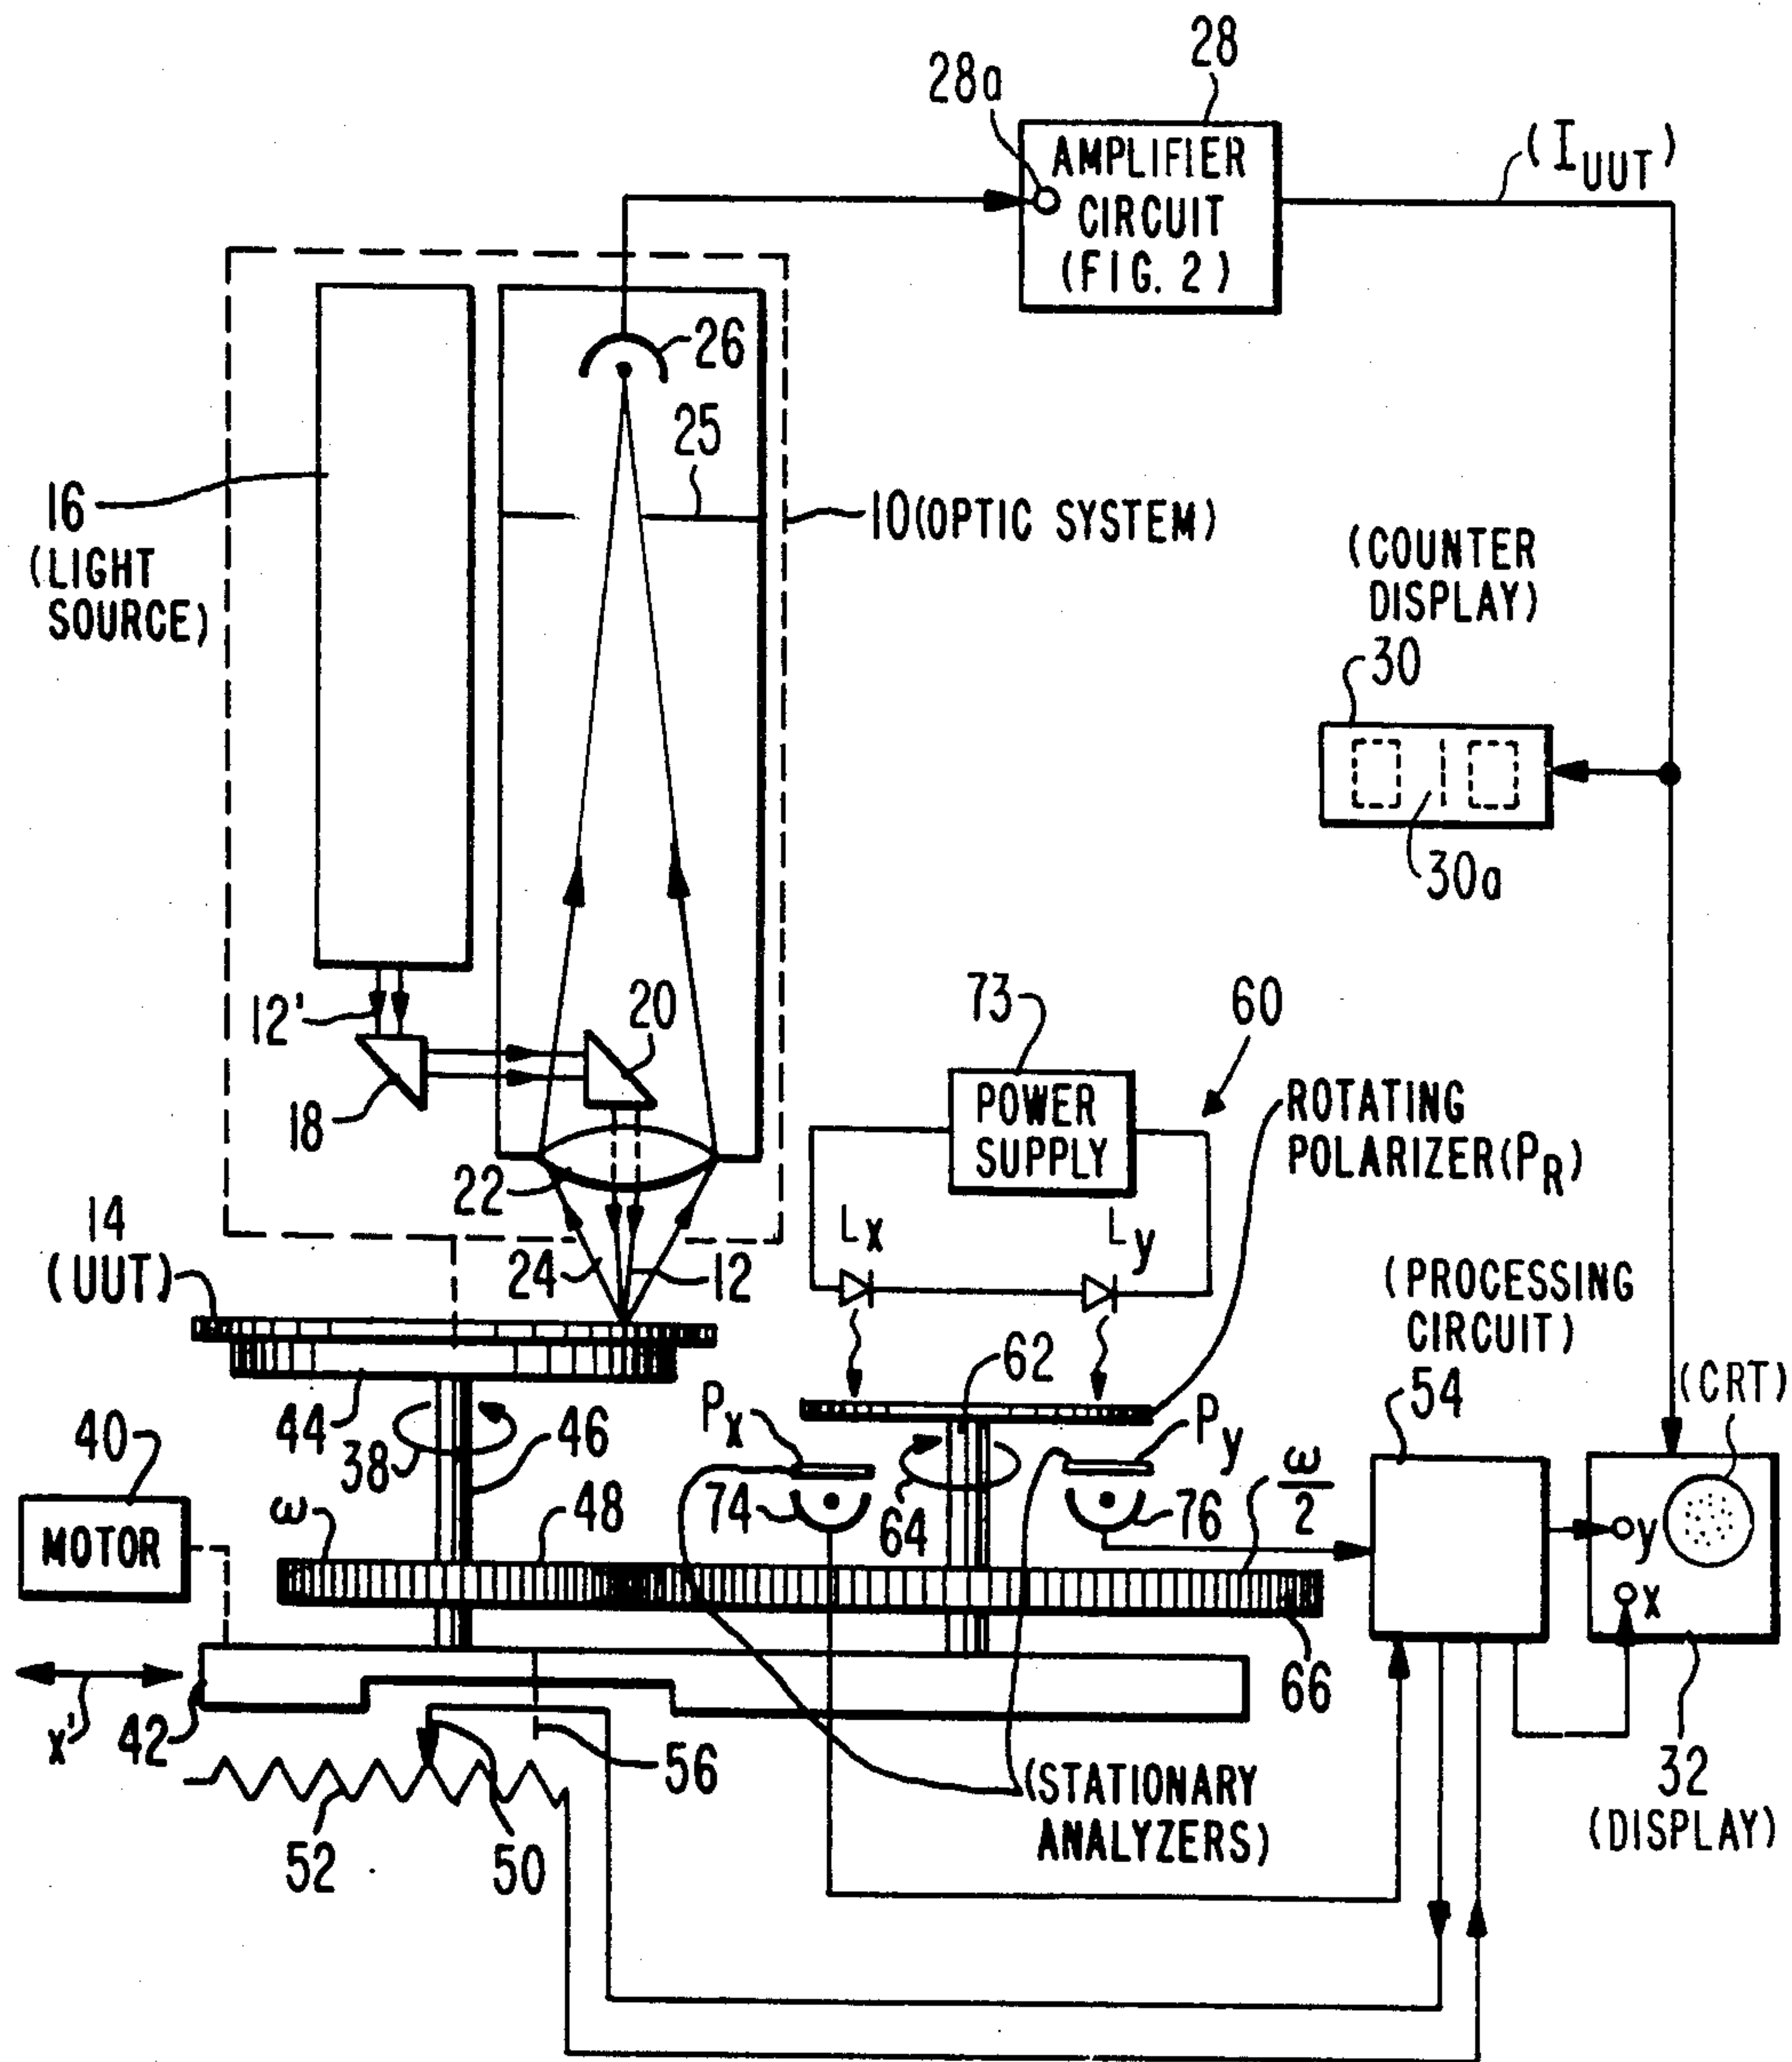 28
28a
AMPLIFIER
CIRCUIT
(FIG. 2)
(I_UUT)
26
25
16
(LIGHT
SOURCE)
10(OPTIC SYSTEM)
(COUNTER
DISPLAY)
30
30a
12'
20
18
22
73
60
POWER
SUPPLY
ROTATING
POLARIZER(P_R)
14
(UUT)
24
12
L_x
L_y
(PROCESSING
CIRCUIT)
54
(CRT)
44
38
46
62
P_x
P_y
40
MOTOR
ω
48
74
64
76
ω/2
y
x
x'
42
66
56
52
50
(STATIONARY
ANALYZERS)
32
(DISPLAY)